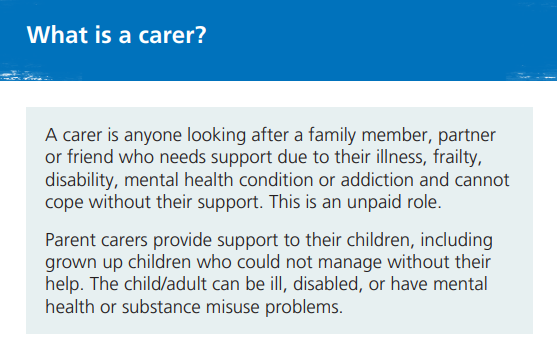 What is a carer?
A carer is anyone looking after a family member, partner
or friend who needs support due to their illness, frailty,
disability, mental health condition or addiction and cannot
cope without their support. This is an unpaid role.
Parent carers provide support to their children, including
grown up children who could not manage without their
help. The child/adult can be ill, disabled, or have mental
health or substance misuse problems.